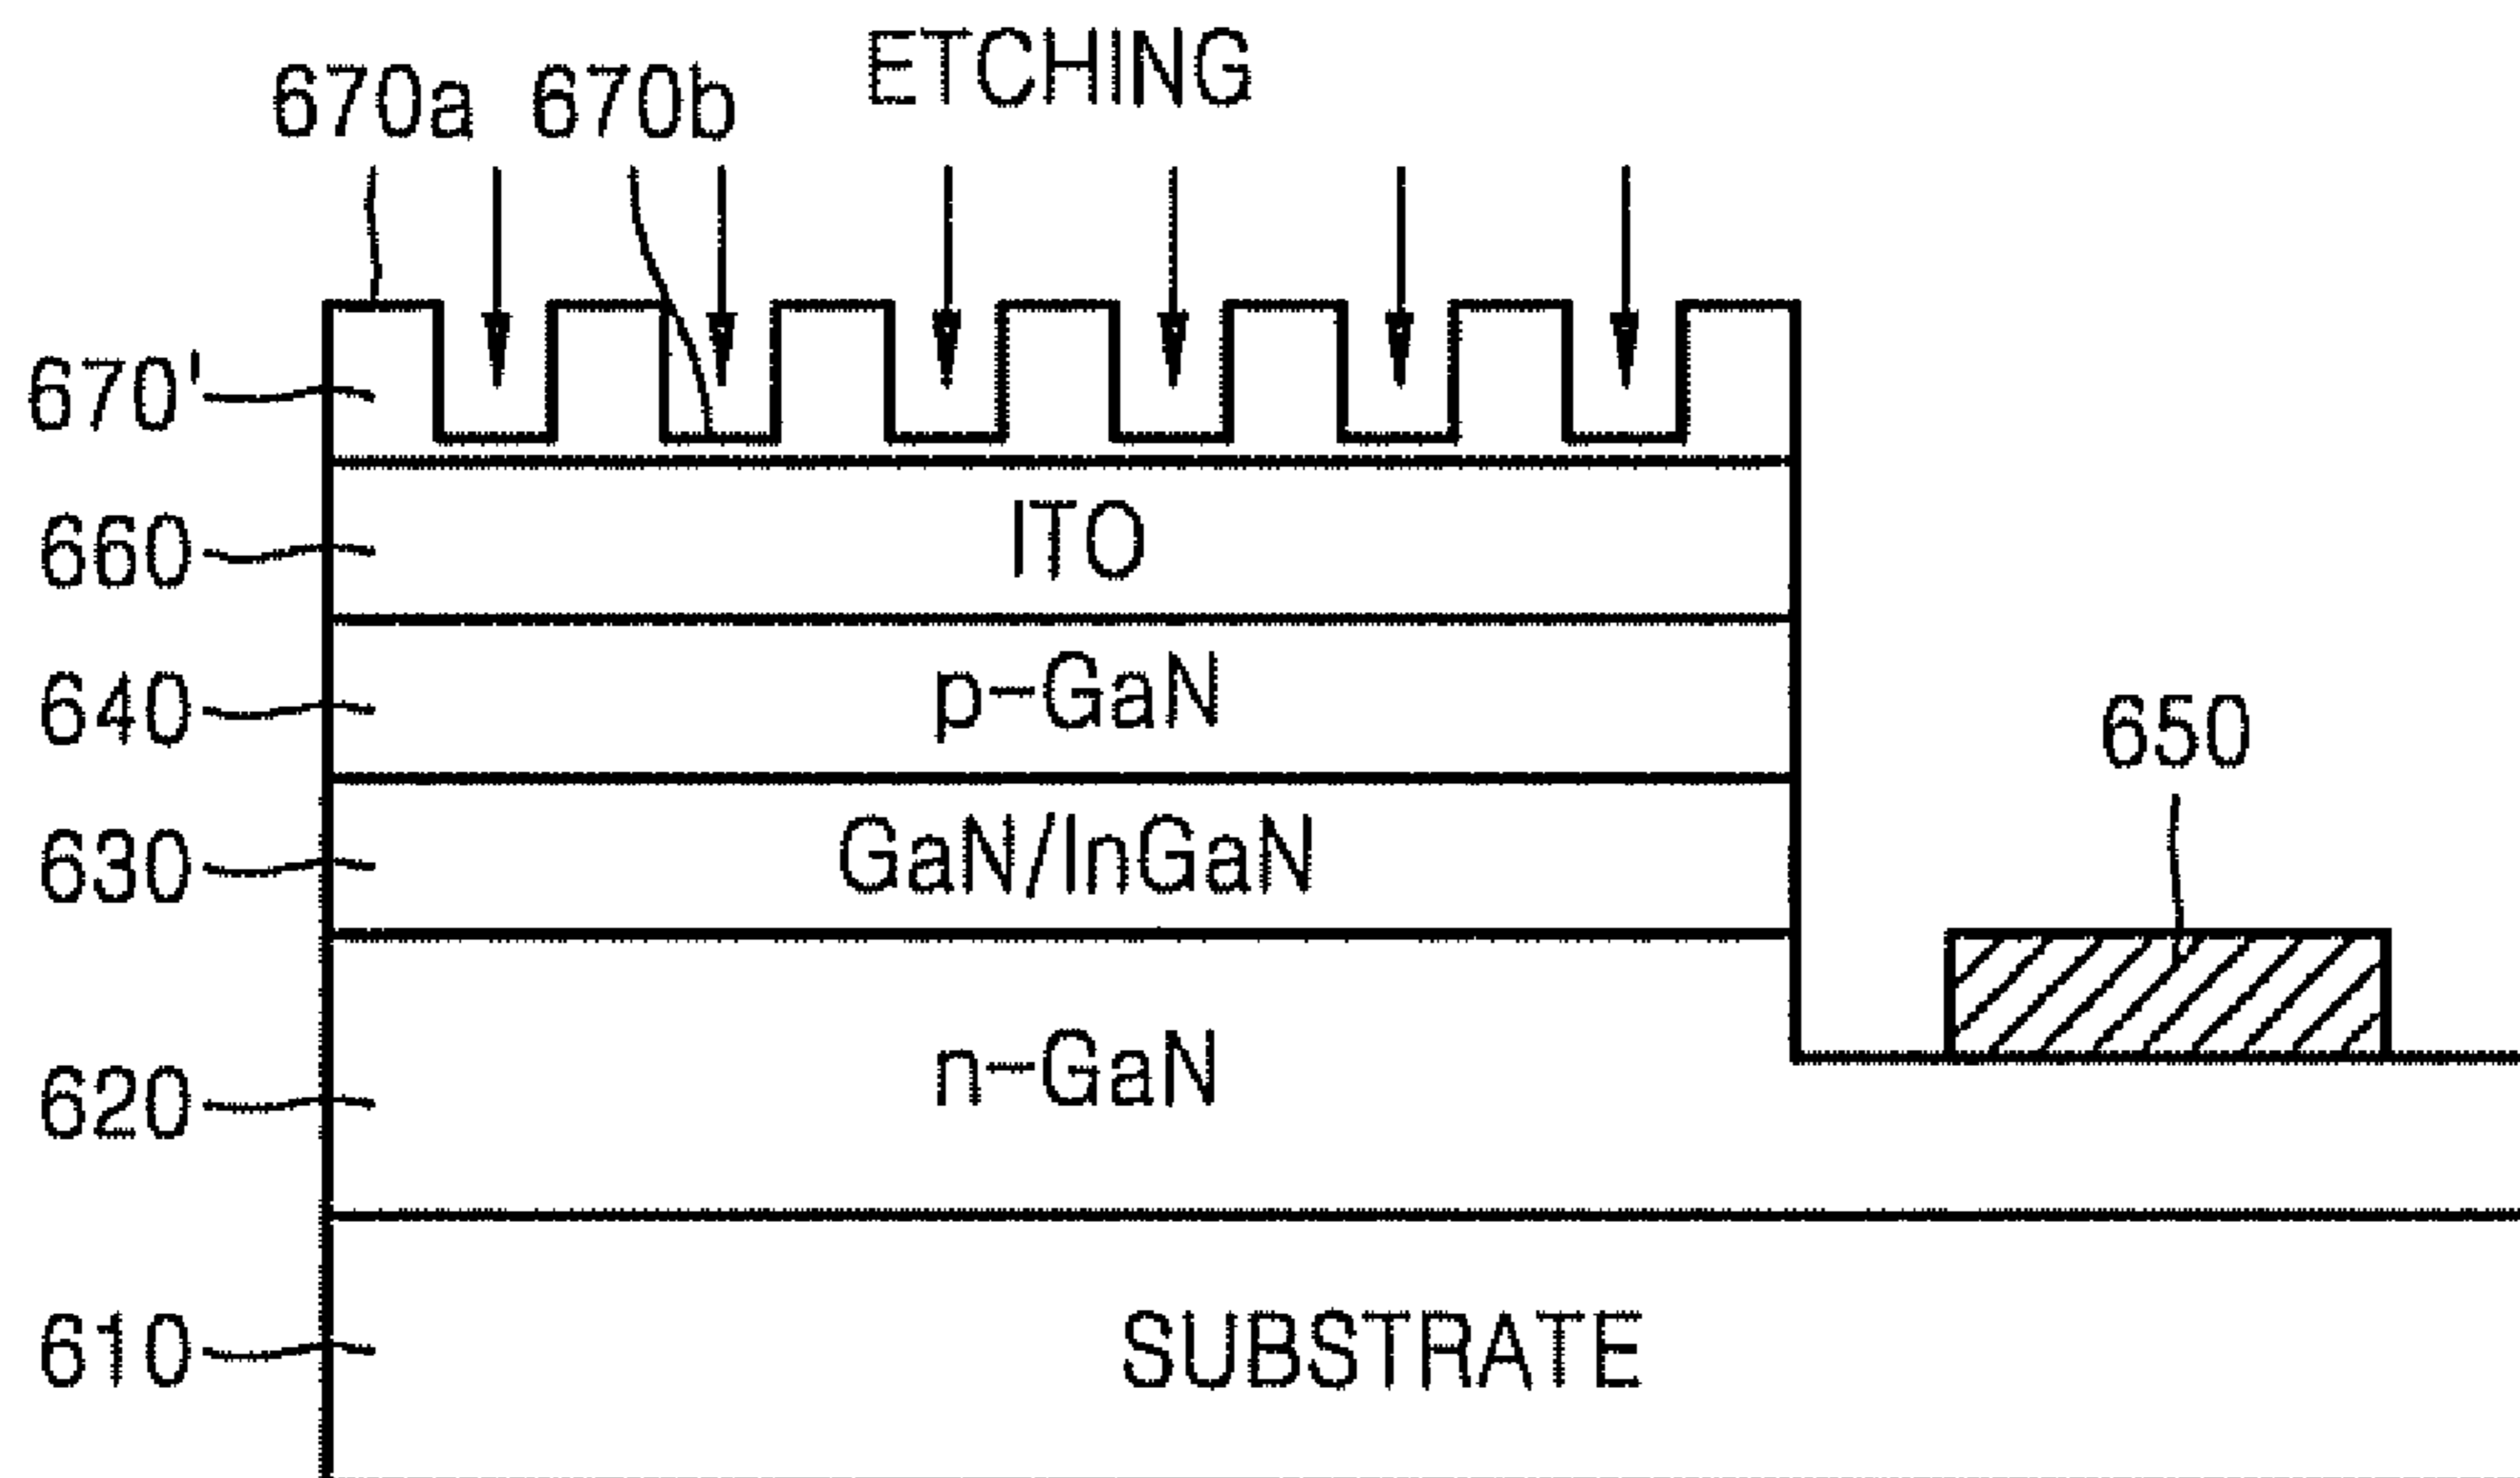 ETCHING
670a 670b
670'
660
ITO
640
p-GaN
650
630
GaN/InGaN
620
n-GaN
610
SUBSTRATE